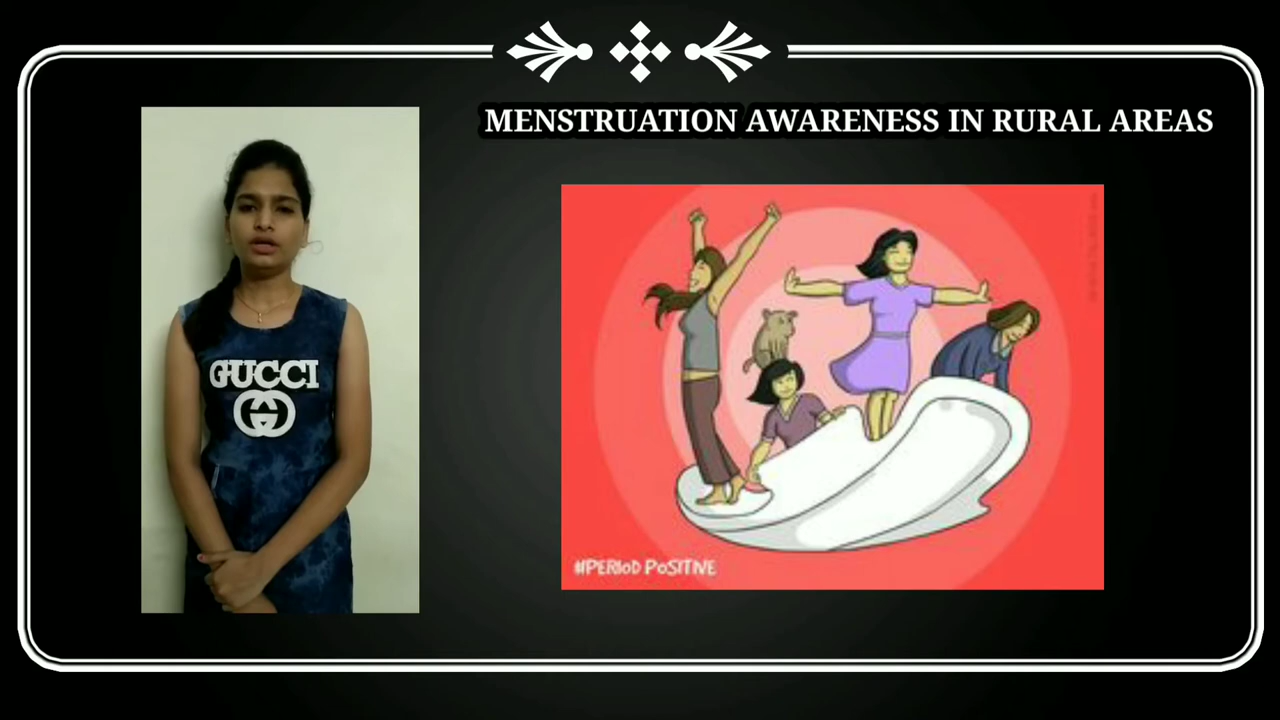 MENSTRUATION AWARENESS IN RURAL AREAS
GUCCI
#PERIOD POSITIVE